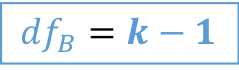 df_B = k − 1